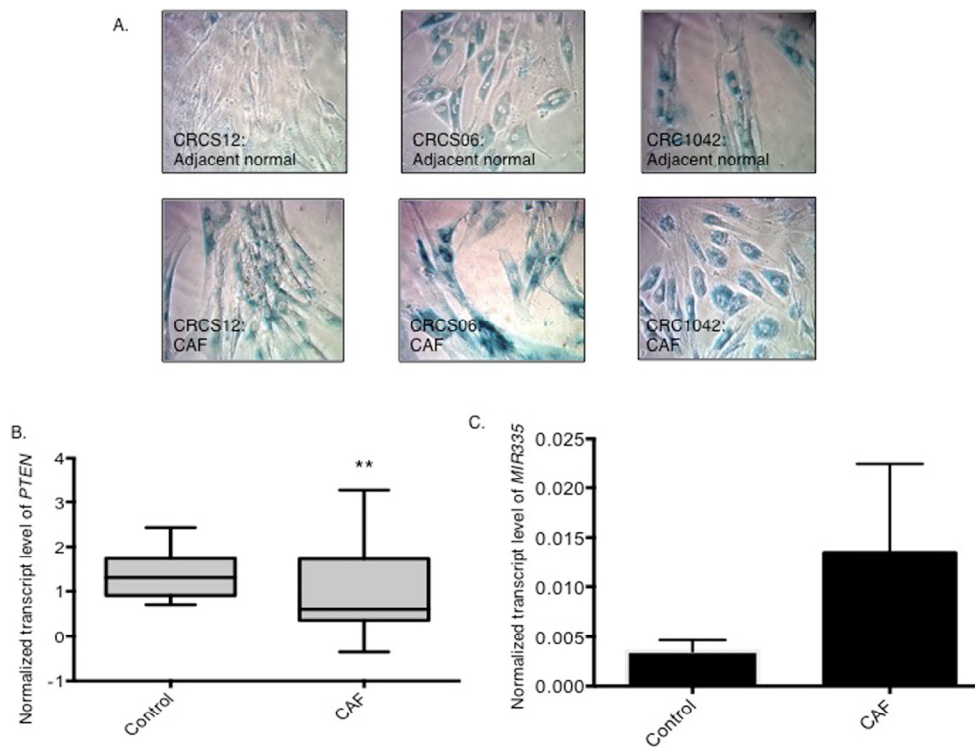 A.
CRCS12:
Adjacent normal
CRCS06:
Adjacent normal
CRC1042:
Adjacent normal
CRCS12:
CAF
CRCS06:
CAF
CRC1042:
CAF
B.
Normalized transcript level of PTEN
4
3
2
1
0
-1
**
Control
CAF
C.
Normalized transcript level of MIR335
0.025
0.020
0.015
0.010
0.005
0.000
Control
CAF